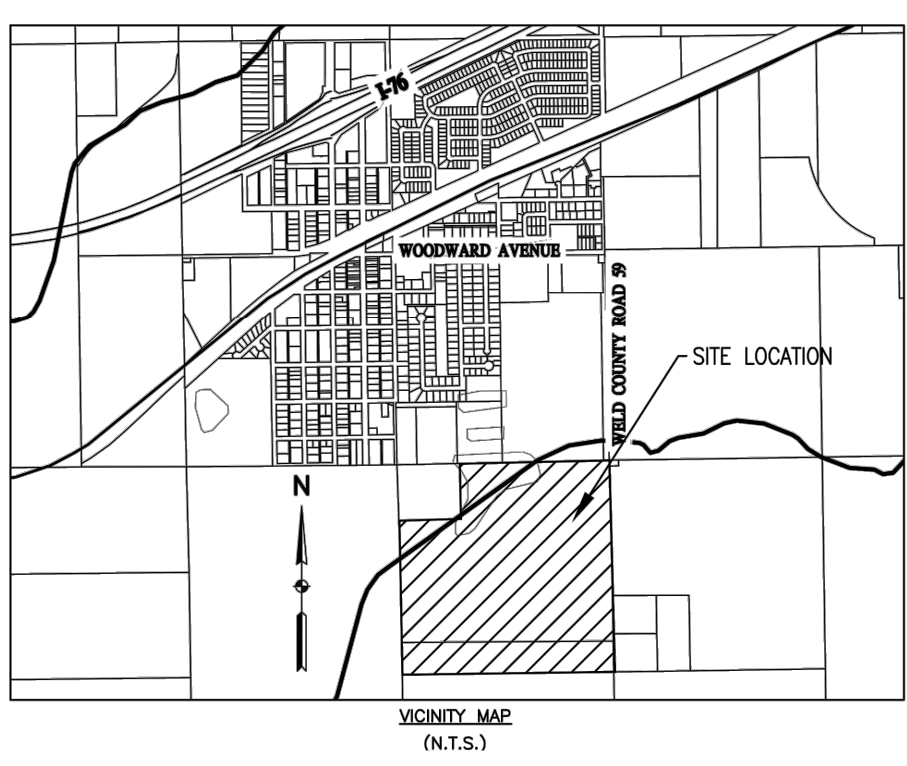 I-76
WOODWARD AVENUE
WELD COUNTY ROAD 59
SITE LOCATION
N
VICINITY MAP
(N.T.S.)